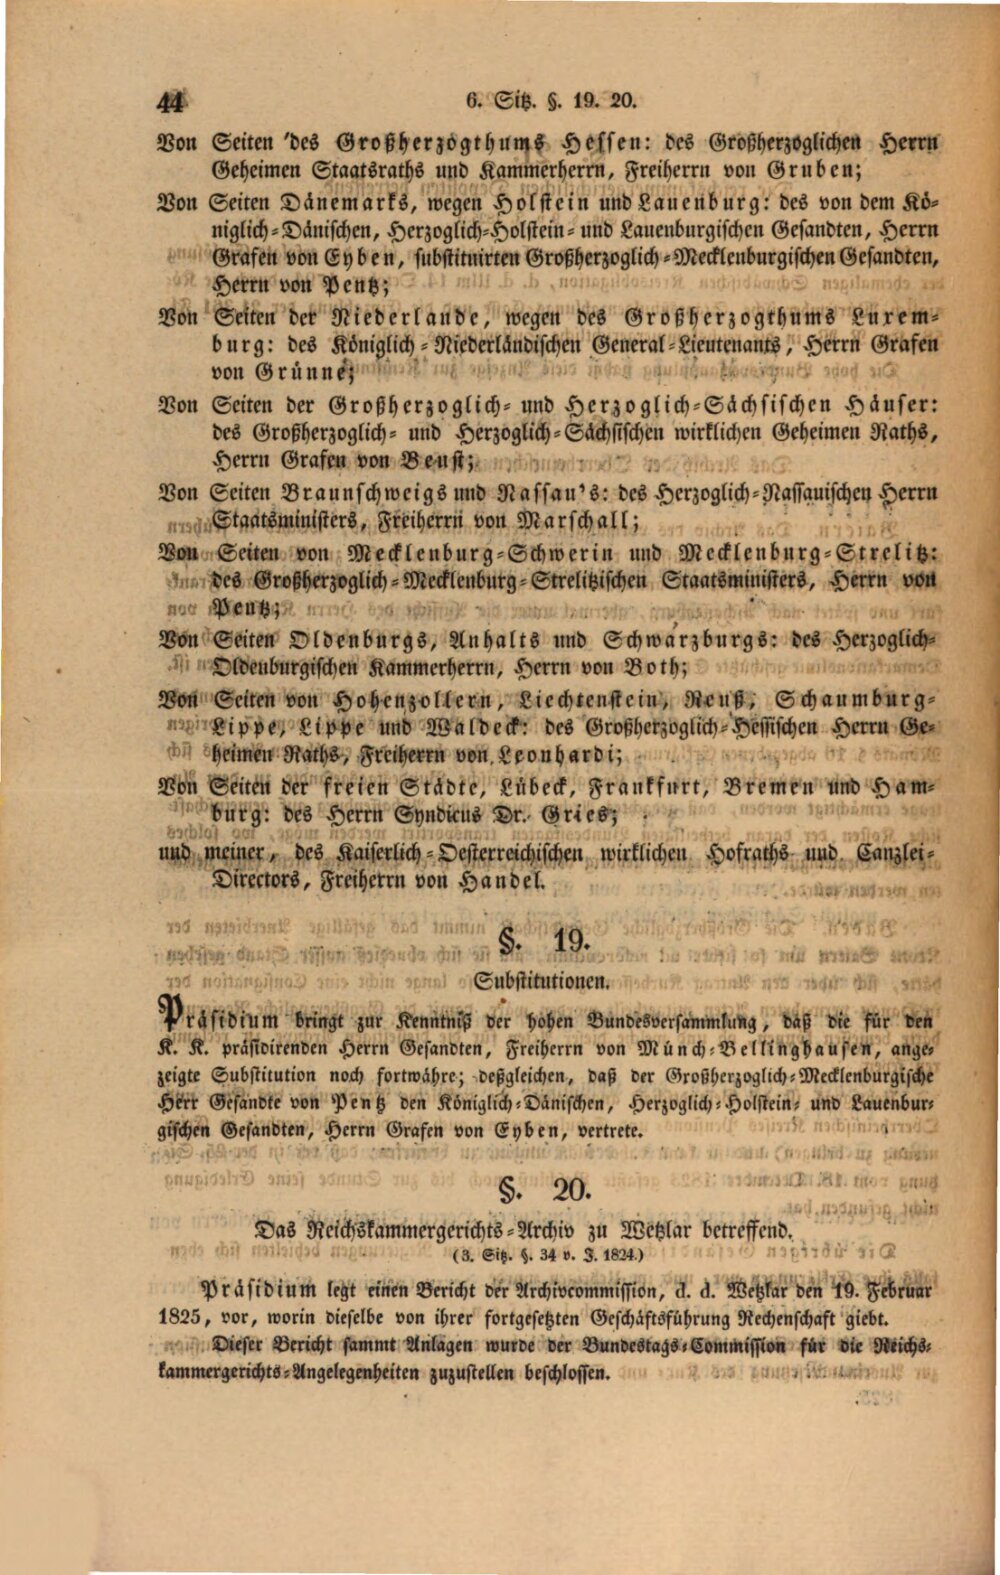 44
6. Sitz. §. 19. 20.
Von Seiten des Großherzogthums Hessen: des Großherzoglichen Herrn
Geheimen Staatsraths und Kammerherrn, Freiherrn von Gruben;
Von Seiten Dänemarks, wegen Holstein und Lauenburg: des von dem Kö-
niglich-Dänischen, Herzoglich-Holstein- und Lauenburgischen Gesandten, Herrn
Grafen von Eyben, substituirten Großherzoglich-Mecklenburgischen Gesandten,
Herrn von Pentz;
Von Seiten der Niederlande, wegen des Großherzogthums Luxem-
burg: des Königlich-Niederländischen General-Lieutenants, Herrn Grafen
von Grünne;
Von Seiten der Großherzoglich- und Herzoglich-Sächsischen Häuser:
des Großherzoglich- und Herzoglich-Sächsischen wirklichen Geheimen Raths,
Herrn Grafen von Beust;
Von Seiten Braunschweigs und Nassau's: des Herzoglich-Nassauischen Herrn
Staatsministers, Freiherrn von Marschall;
Von Seiten von Mecklenburg-Schwerin und Mecklenburg-Strelitz:
des Großherzoglich-Mecklenburg-Strelitzischen Staatsministers, Herrn von
Pentz;
Von Seiten Oldenburgs, Anhalts und Schwarzburgs: des Herzoglich-
Oldenburgischen Kammerherrn, Herrn von Both;
Von Seiten von Hohenzollern, Liechtenstein, Reuß, Schaumburg-
Lippe, Lippe und Waldeck: des Großherzoglich-Hessischen Herrn Ge-
heimen Raths, Freiherrn von Leonhardi;
Von Seiten der freien Städte, Lübeck, Frankfurt, Bremen und Ham-
burg: des Herrn Syndicus Dr. Gries;
und meiner, des Kaiserlich-Oesterreichischen wirklichen Hofraths und Canzlei-
Directors, Freiherrn von Handel.
§. 19.
Substitutionen.
Präsidium bringt zur Kenntniß der hohen Bundesversammlung, daß die für den
K. K. präsidirenden Herrn Gesandten, Freiherrn von Münch-Bellinghausen, ange-
zeigte Substitution noch fortwähre; deßgleichen, daß der Großherzoglich-Mecklenburgische
Herr Gesandte von Pentz den Königlich-Dänischen, Herzoglich-Holstein- und Lauenbur-
gischen Gesandten, Herrn Grafen von Eyben, vertrete.
§. 20.
Das Reichskammergerichts-Archiv zu Wetzlar betreffend.
(3. Sitz. §. 34 v. J. 1824.)
Präsidium legt einen Bericht der Archivcommission, d. d. Wetzlar den 19. Februar
1825, vor, worin dieselbe von ihrer fortgesetzten Geschäftsführung Rechenschaft giebt.
Dieser Bericht sammt Anlagen wurde der Bundestags-Commission für die Reichs-
kammergerichts-Angelegenheiten zuzustellen beschlossen.